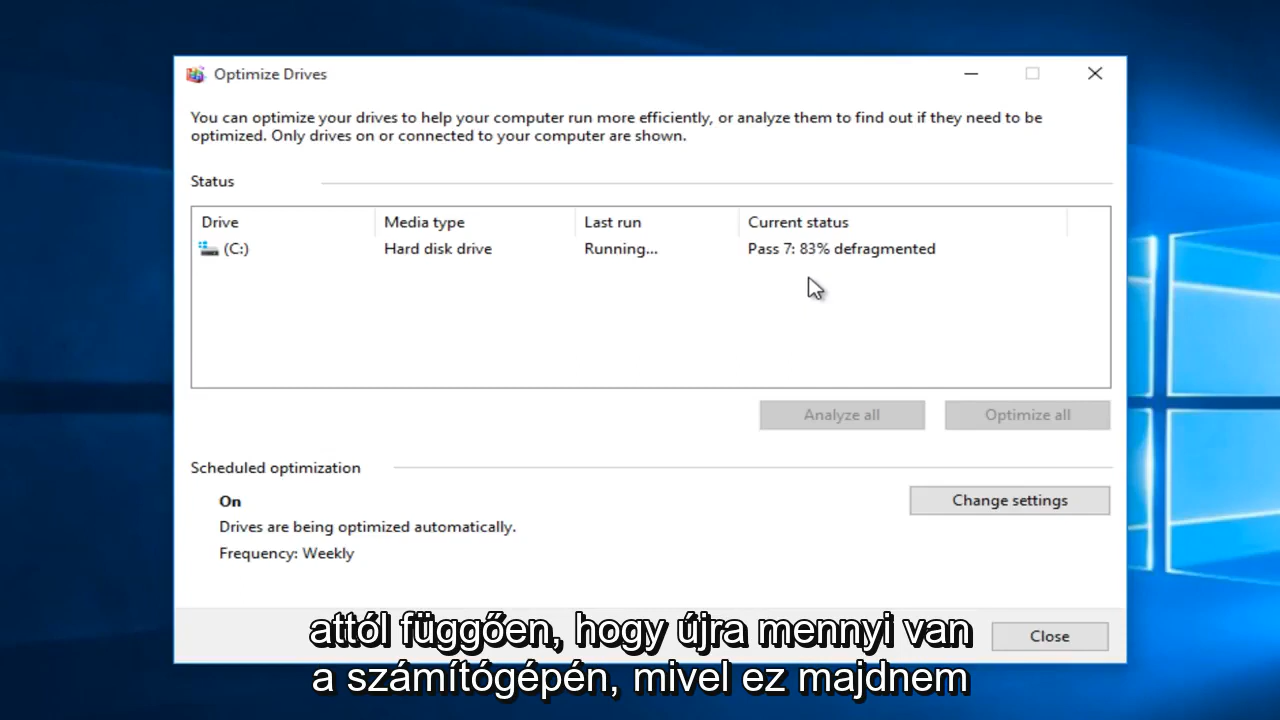 Optimize Drives
You can optimize your drives to help your computer run more efficiently, or analyze them to find out if they need to be
optimized. Only drives on or connected to your computer are shown.
Status
Drive Media type Last run Current status
(C:) Hard disk drive Running... Pass 7: 83% defragmented
Analyze all Optimize all
Scheduled optimization
On
Change settings
Drives are being optimized automatically.
Frequency: Weekly
Close
attól függően, hogy újra mennyi van
a számítógépén, mivel ez majdnem